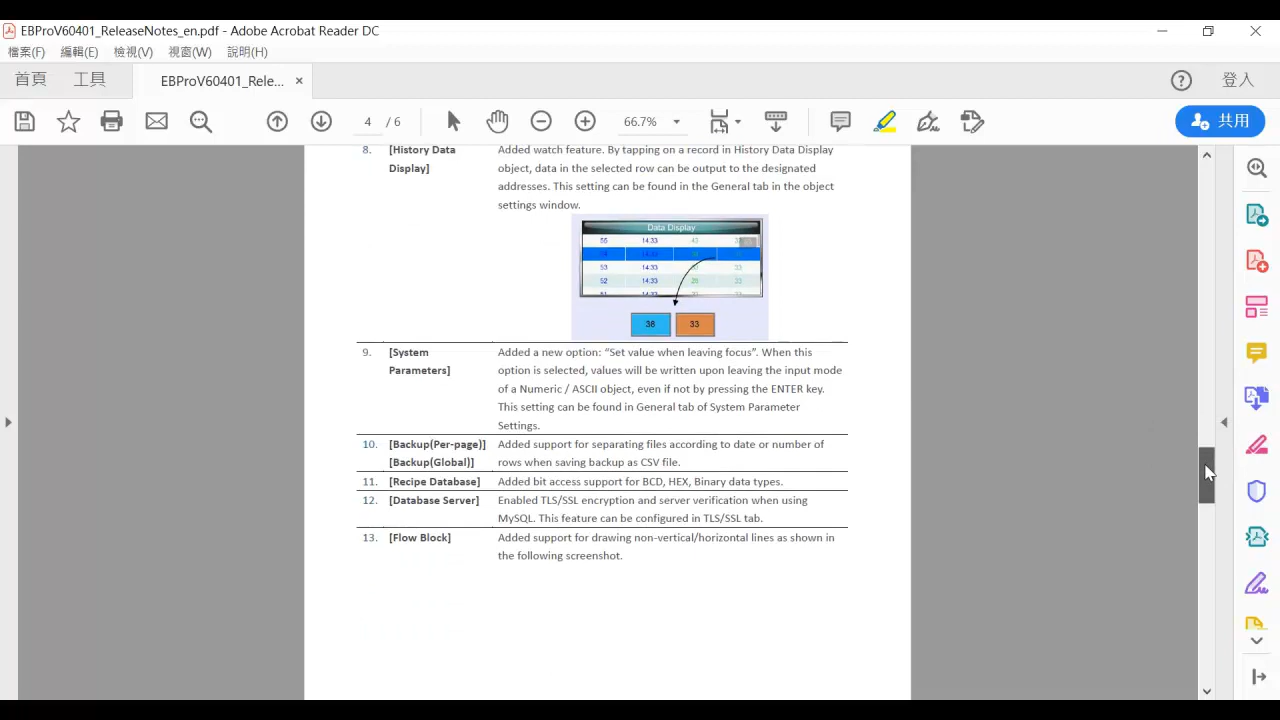 EBProV60401_ReleaseNotes_en.pdf - Adobe Acrobat Reader DC
檔案(F) 編輯(E) 檢視(V) 視窗(W) 說明(H)
首頁 工具 EBProV60401_Rele... × 登入
4 / 6 66.7% 共用
8. [History Data Added watch feature. By tapping on a record in History Data Display
Display] object, data in the selected row can be output to the designated
addresses. This setting can be found in the General tab in the object
settings window.
Data Display
55 14:33 43
14:33
53 14:33 33
52 14:33 26 33
38 33
9. [System Added a new option: “Set value when leaving focus”. When this
Parameters] option is selected, values will be written upon leaving the input mode
of a Numeric / ASCII object, even if not by pressing the ENTER key.
This setting can be found in General tab of System Parameter
Settings.
10. [Backup(Per-page)] Added support for separating files according to date or number of
[Backup(Global)] rows when saving backup as CSV file.
11. [Recipe Database] Added bit access support for BCD, HEX, Binary data types.
12. [Database Server] Enabled TLS/SSL encryption and server verification when using
MySQL. This feature can be configured in TLS/SSL tab.
13. [Flow Block] Added support for drawing non-vertical/horizontal lines as shown in
the following screenshot.